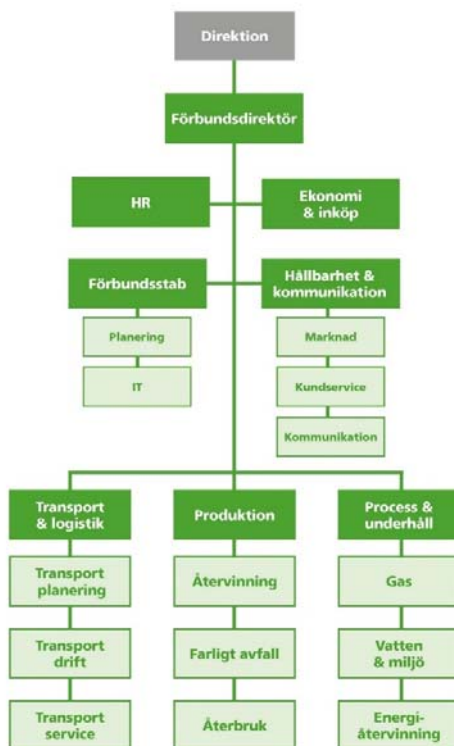 Direktion
Förbundsdirektör
HR
Ekonomi
& inköp
Förbundsstab
Hållbarhet &
kommunikation
Planering
IT
Marknad
Kundservice
Kommunikation
Transport
& logistik
Produktion
Process &
underhåll
Transport
planering
Återvinning
Gas
Transport
drift
Farligt avfall
Vatten
& miljö
Transport
service
Återbruk
Energi-
återvinning